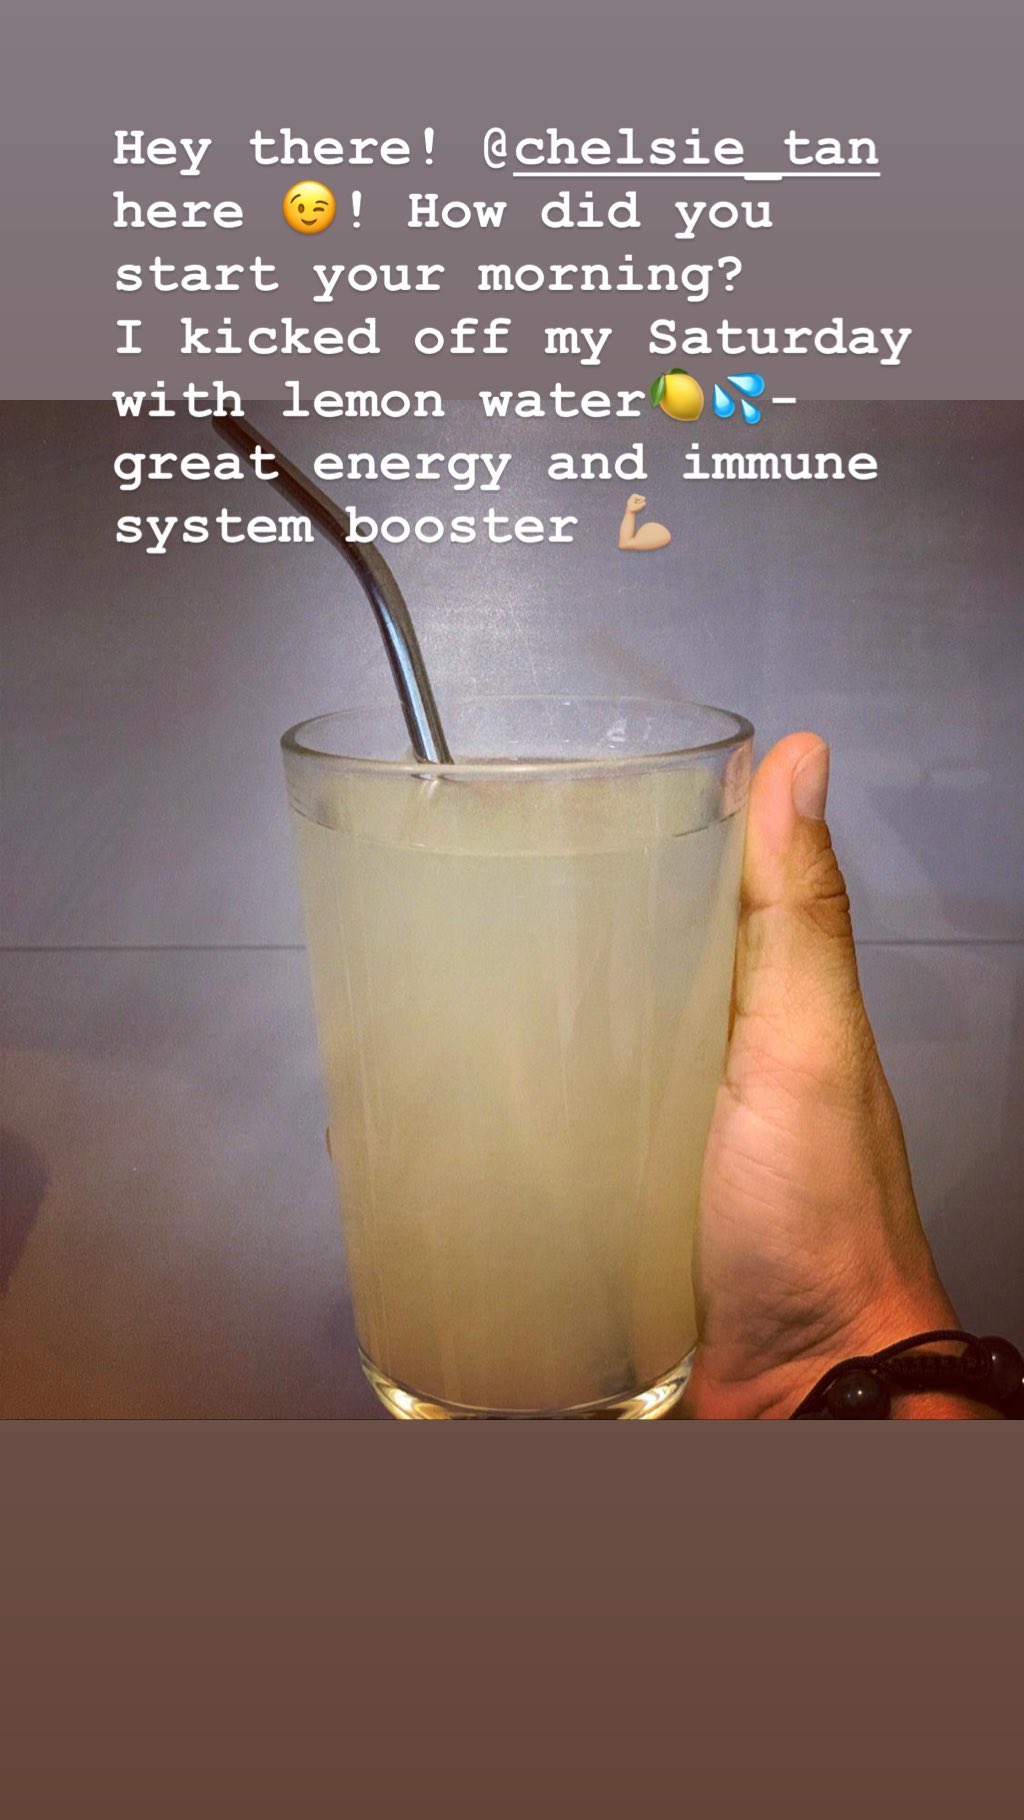 Hey there! @chelsie_tan
here 😉! How did you
start your morning?
I kicked off my Saturday
with lemon water🍋💦-
great energy and immune
system booster 💪🏼